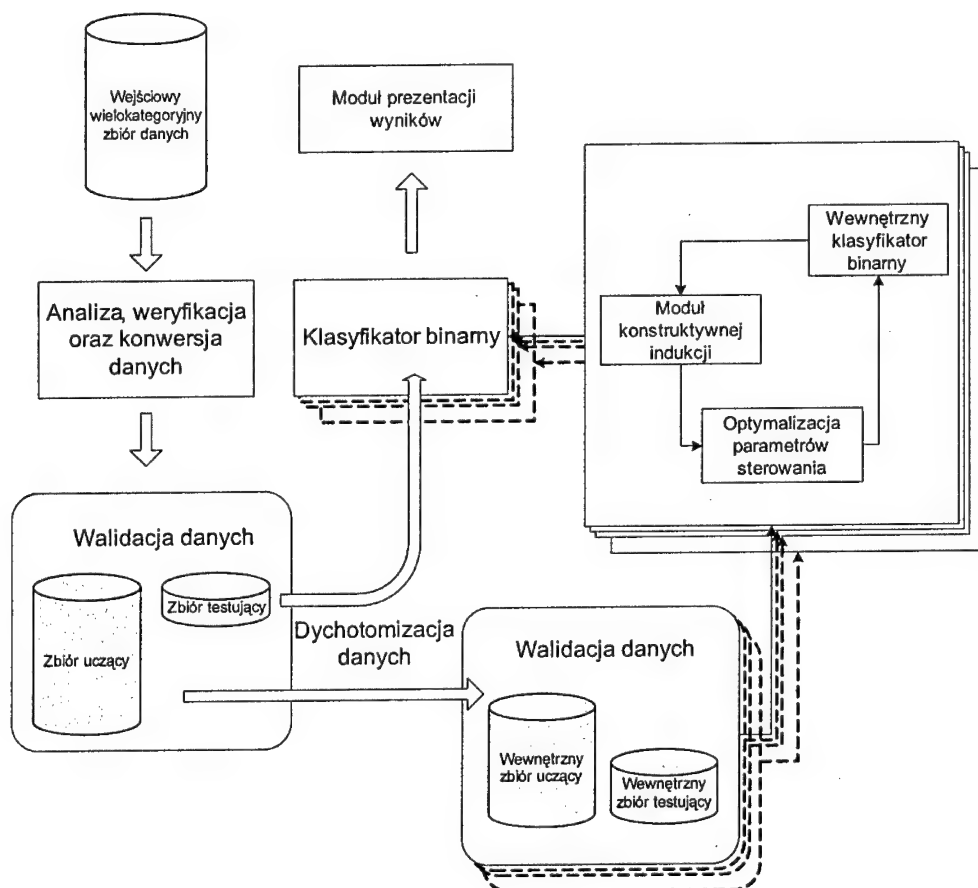 Wejściowy
wielokategoryjny
zbiór danych
Moduł prezentacji
wyników
Wewnętrzny
klasyfikator
binarny
Analiza, weryfikacja
oraz konwersja
danych
Klasyfikator binarny
Moduł
konstruktywnej
indukcji
Optymalizacja
parametrów
sterowania
Walidacja danych
Zbiór testujący
Zbiór uczący
Dychotomizacja
danych
Walidacja danych
Wewnętrzny
zbiór uczący
Wewnętrzny
zbiór testujący